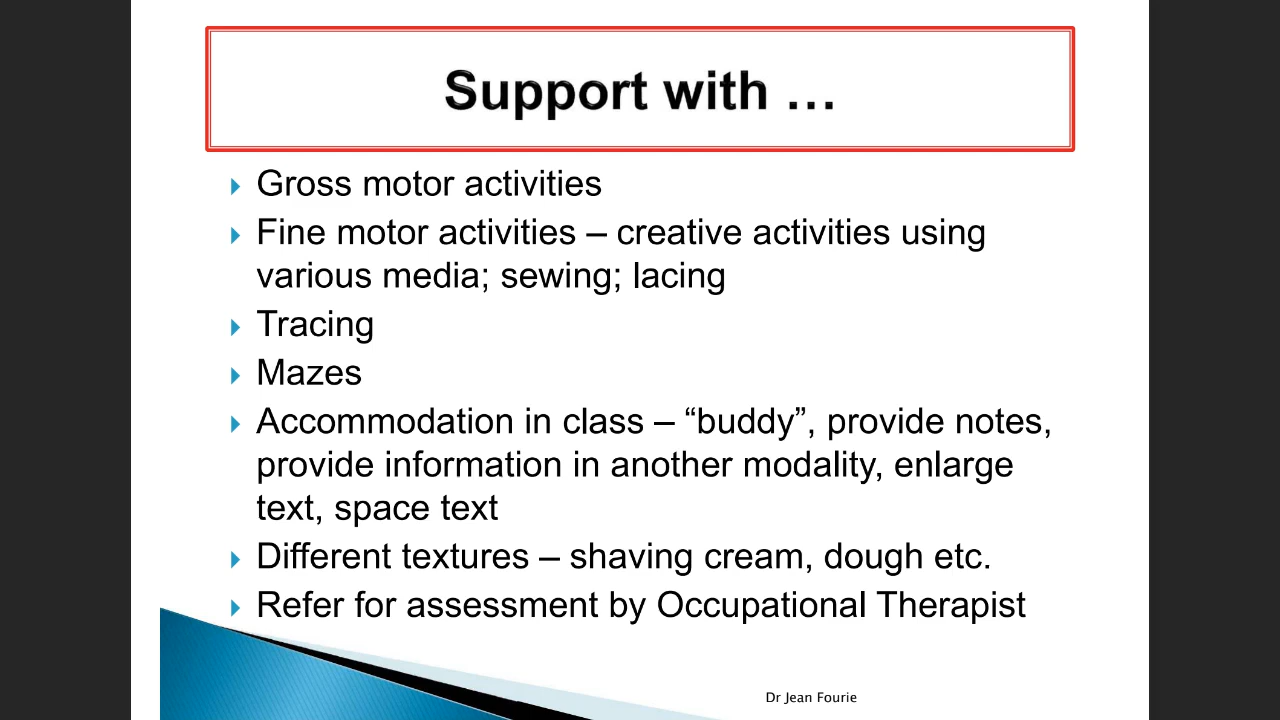 Support with …
Gross motor activities
Fine motor activities – creative activities using
various media; sewing; lacing
Tracing
Mazes
Accommodation in class – “buddy”, provide notes,
provide information in another modality, enlarge
text, space text
Different textures – shaving cream, dough etc.
Refer for assessment by Occupational Therapist
Dr Jean Fourie